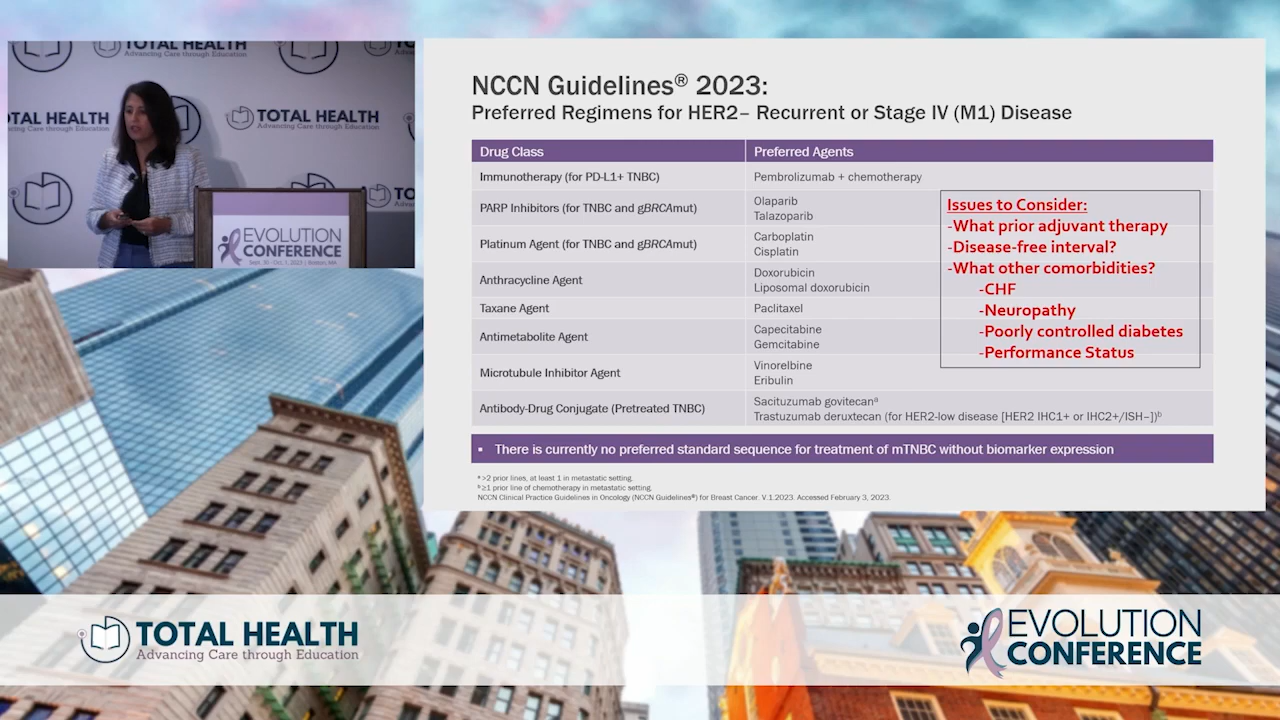 TOTAL HEALTH
Advancing Care through Education
TOTAL HEALTH
TOTAL HEALTH
Advancing Care through Education
EVOLUTION
CONFERENCE
Sept. 30 - Oct. 1, 2023 | Boston, MA
NCCN Guidelines® 2023:
Preferred Regimens for HER2– Recurrent or Stage IV (M1) Disease
Drug Class Preferred Agents
Immunotherapy (for PD-L1+ TNBC) Pembrolizumab + chemotherapy
PARP Inhibitors (for TNBC and gBRCAmut) Olaparib
Talazoparib
Platinum Agent (for TNBC and gBRCAmut) Carboplatin
Cisplatin
Anthracycline Agent Doxorubicin
Liposomal doxorubicin
Taxane Agent Paclitaxel
Antimetabolite Agent Capecitabine
Gemcitabine
Microtubule Inhibitor Agent Vinorelbine
Eribulin
Antibody-Drug Conjugate (Pretreated TNBC) Sacituzumab govitecanᵃ
Trastuzumab deruxtecan (for HER2-low disease [HER2 IHC1+ or IHC2+/ISH–])ᵇ
Issues to Consider:
-What prior adjuvant therapy
-Disease-free interval?
-What other comorbidities?
-CHF
-Neuropathy
-Poorly controlled diabetes
-Performance Status
▪ There is currently no preferred standard sequence for treatment of mTNBC without biomarker expression
ᵃ >2 prior lines, at least 1 in metastatic setting.
ᵇ ≥1 prior line of chemotherapy in metastatic setting.
NCCN Clinical Practice Guidelines in Oncology (NCCN Guidelines®) for Breast Cancer. V.1.2023. Accessed February 3, 2023.
TOTAL HEALTH
Advancing Care through Education
EVOLUTION
CONFERENCE